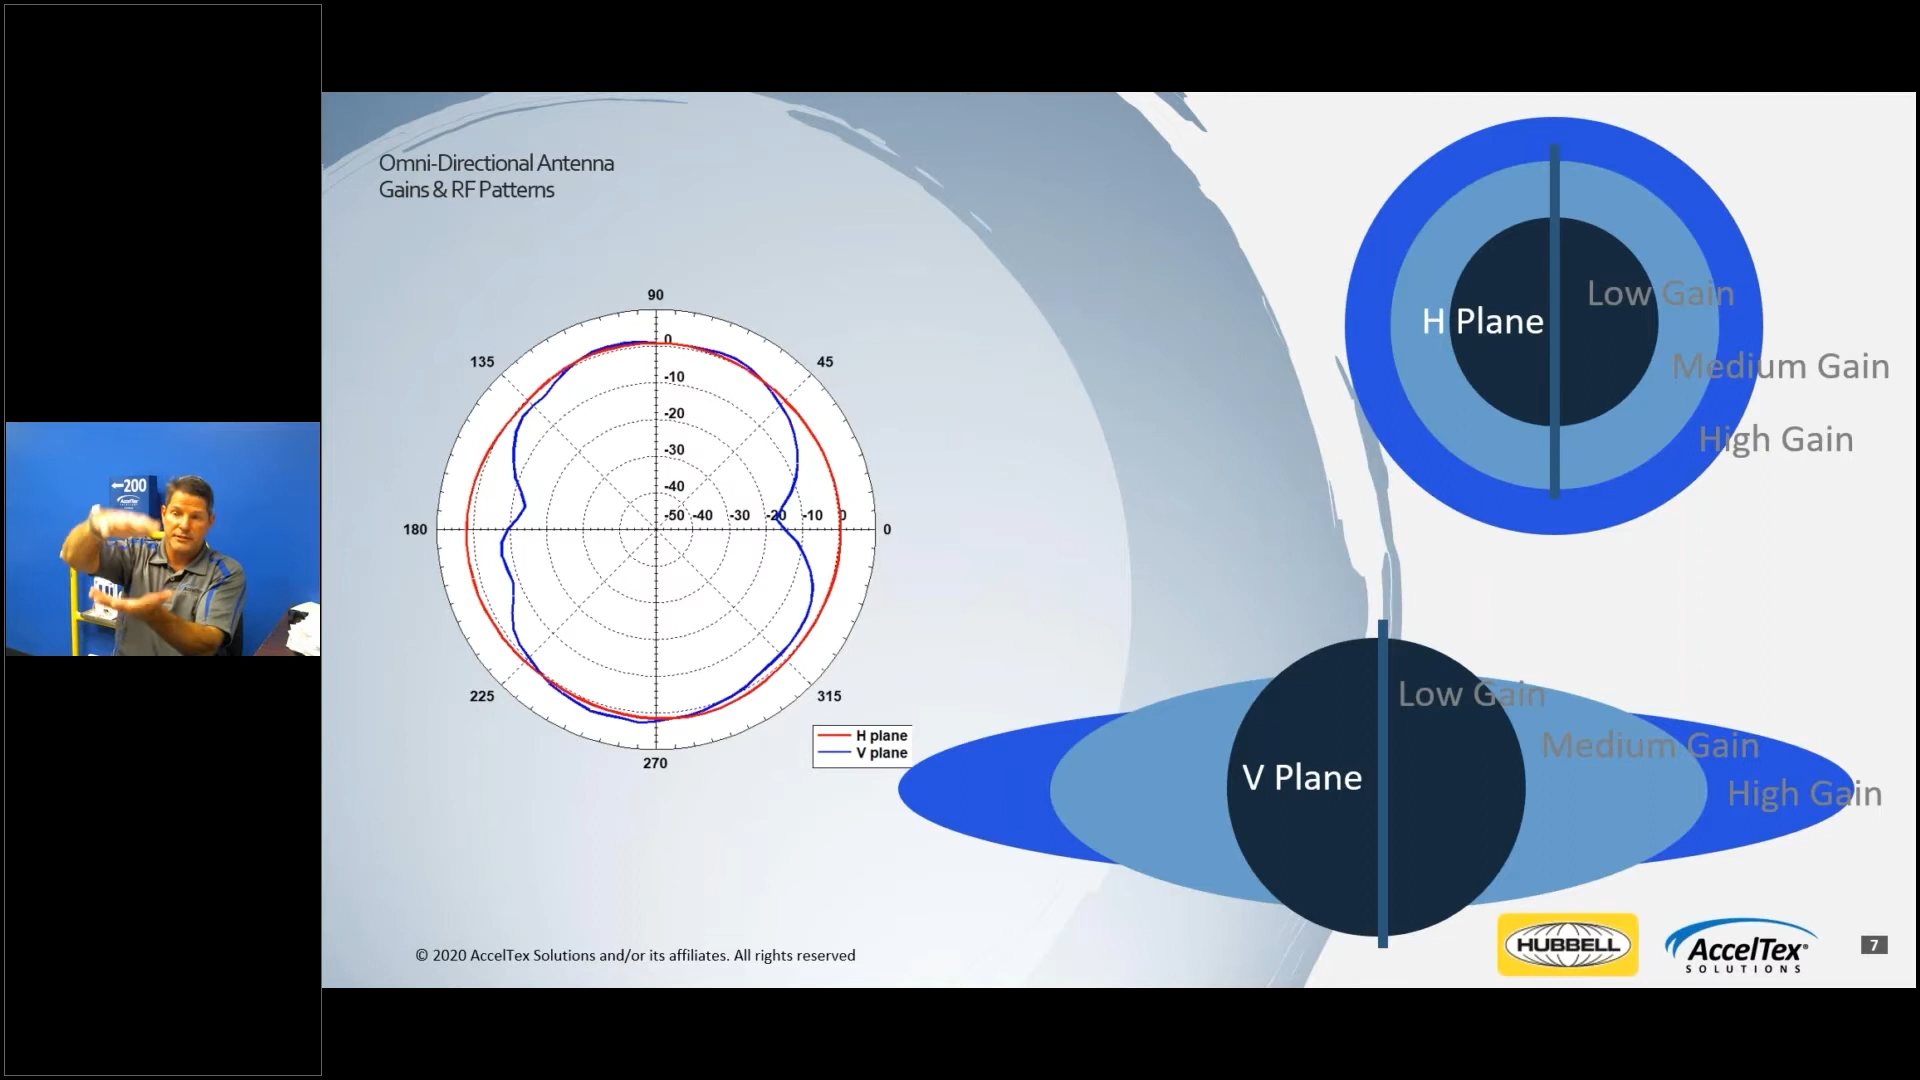 Omni-Directional Antenna
Gains & RF Patterns
90
135
45
0
-10
-20
-30
-40
-50 -40 -30 -20 -10 0
180
0
225
315
270
H plane
V plane
H Plane
Low Gain
Medium Gain
High Gain
V Plane
Low Gain
Medium Gain
High Gain
←200
AccelTex
© 2020 AccelTex Solutions and/or its affiliates. All rights reserved
HUBBELL
AccelTex®
SOLUTIONS
7